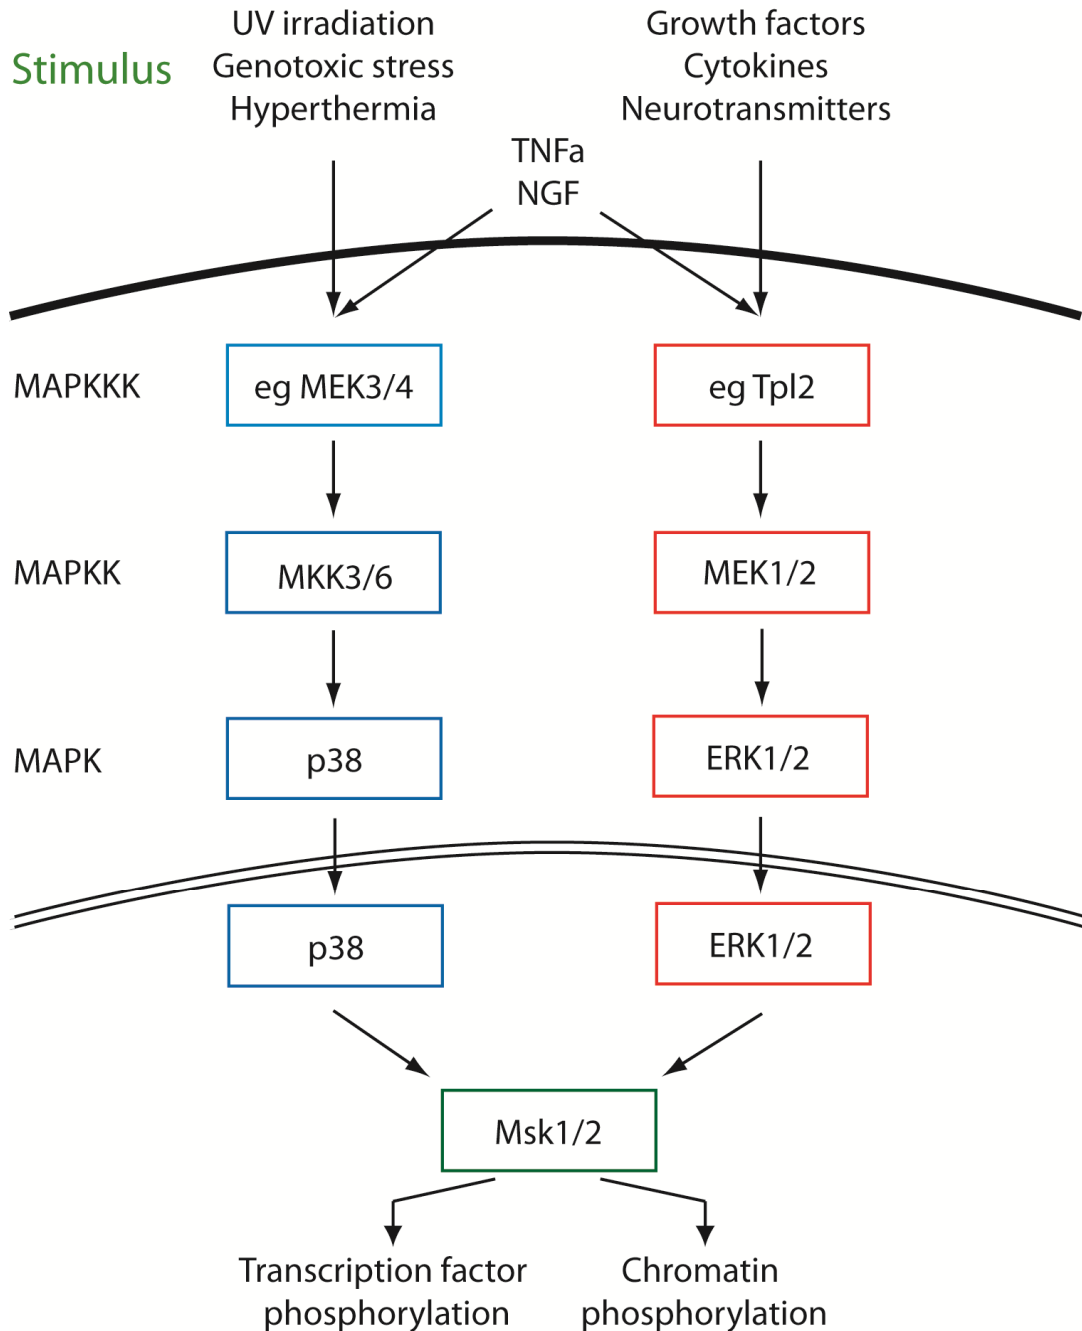 UV irradiation
Genotoxic stress
Hyperthermia
Growth factors
Cytokines
Neurotransmitters
Stimulus
TNFa
NGF
MAPKKK
eg MEK3/4
eg Tpl2
MAPKK
MKK3/6
MEK1/2
MAPK
p38
ERK1/2
p38
ERK1/2
Msk1/2
Transcription factor
phosphorylation
Chromatin
phosphorylation